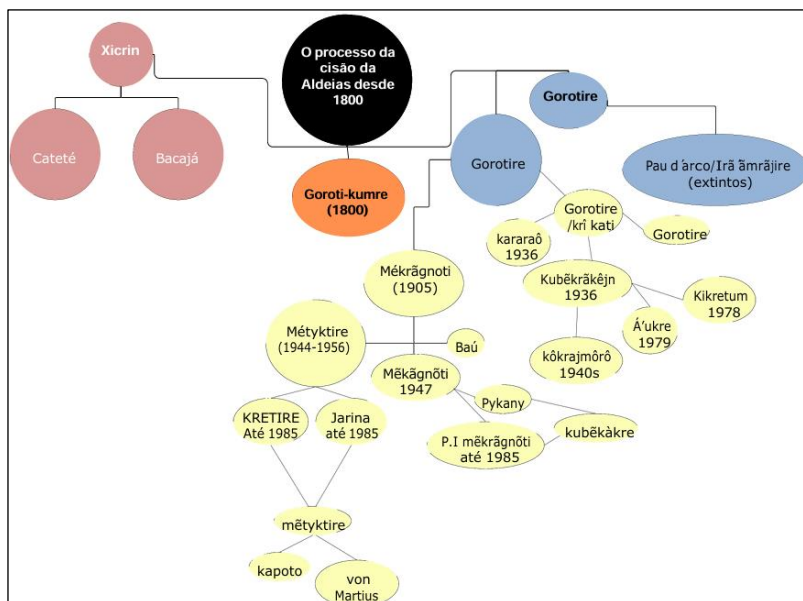 O processo da
cisão da
Aldeias desde
1800
Xicrin
Cateté
Bacajá
Goroti-kumre
(1800)
Gorotire
Gorotire
Pau d´arco/Irã ãmrãjire
(extintos)
Gorotire
/krî kati
Gorotire
kararaô
1936
Kubẽkrãkêjn
1936
Kikretum
1978
Á’ukre
1979
kôkrajmôrô
1940s
Mékrãgnoti
(1905)
Métyktire
(1944-1956)
Baú
Mẽkãgnõti
1947
Pykany
P.I mẽkrãgnõti
até 1985
kubẽkàkre
KRETIRE
Até 1985
Jarina
até 1985
mẽtyktire
kapoto
von
Martius